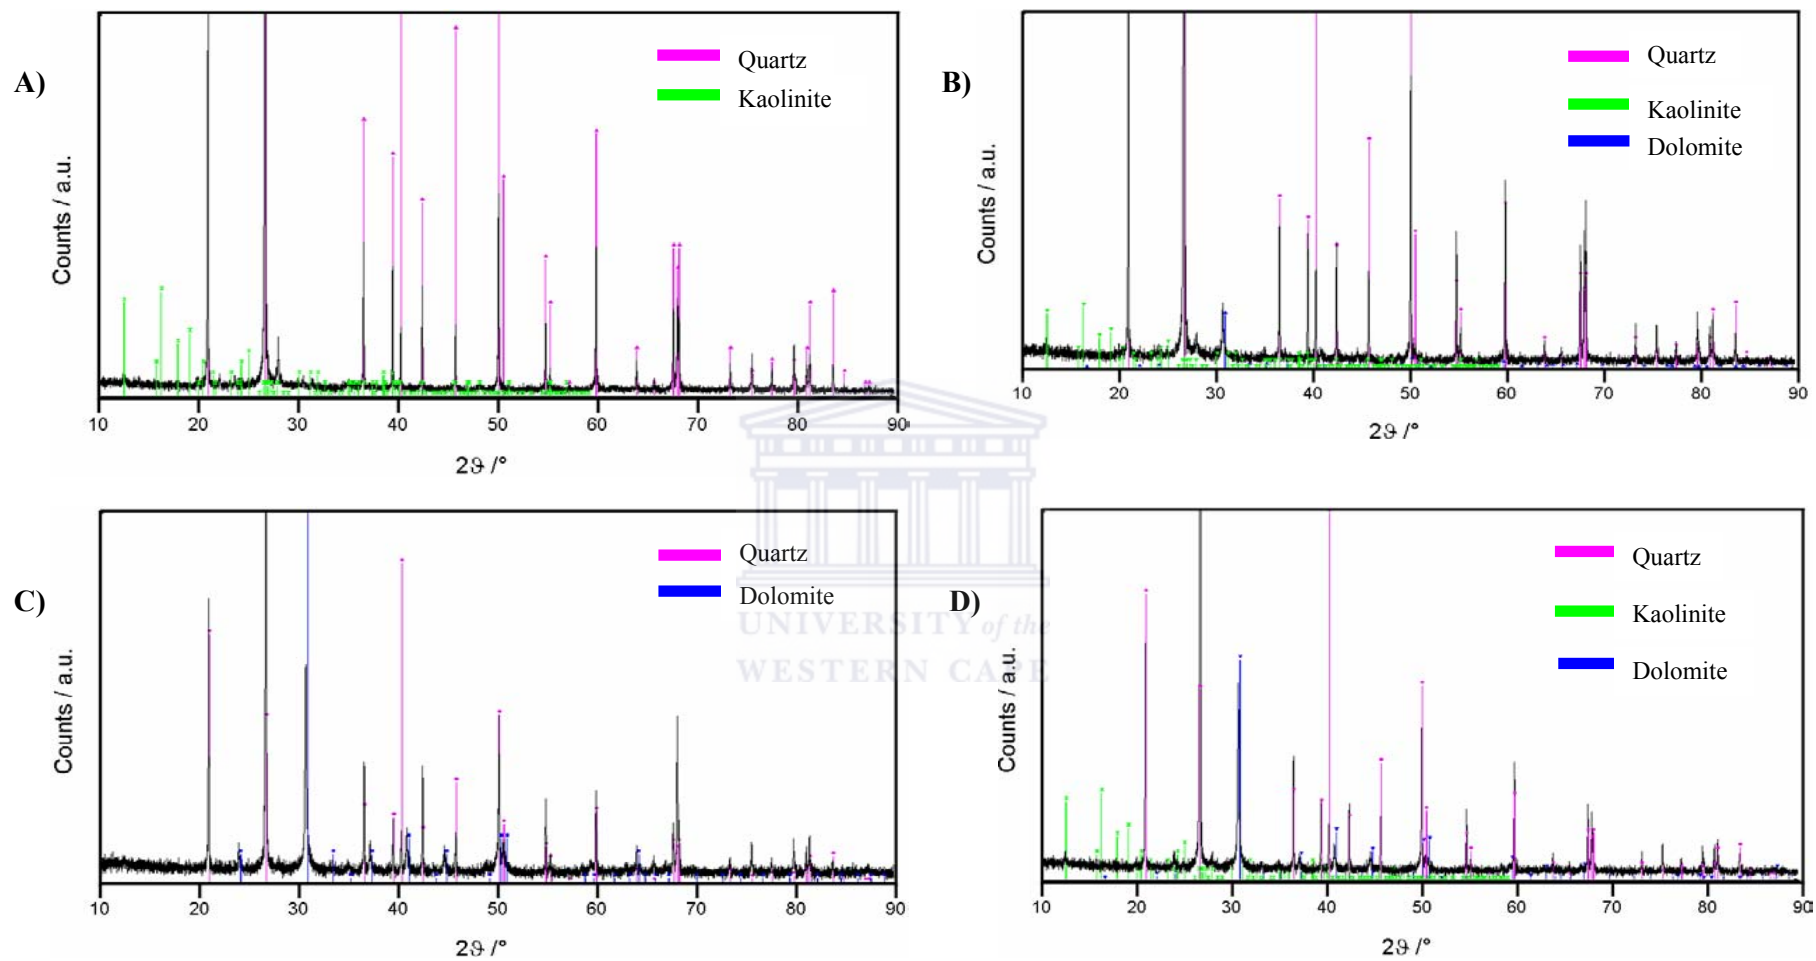 A)
Quartz
Kaolinite
Counts / a.u.
10 20 30 40 50 60 70 80 90
2ϑ /°
B)
Quartz
Kaolinite
Dolomite
Counts / a.u.
10 20 30 40 50 60 70 80 90
2ϑ /°
UNIVERSITY of the
WESTERN CAPE
C)
Quartz
Dolomite
Counts / a.u.
10 20 30 40 50 60 70 80 90
2ϑ /°
D)
Quartz
Kaolinite
Dolomite
Counts / a.u.
10 20 30 40 50 60 70 80 90
2ϑ /°